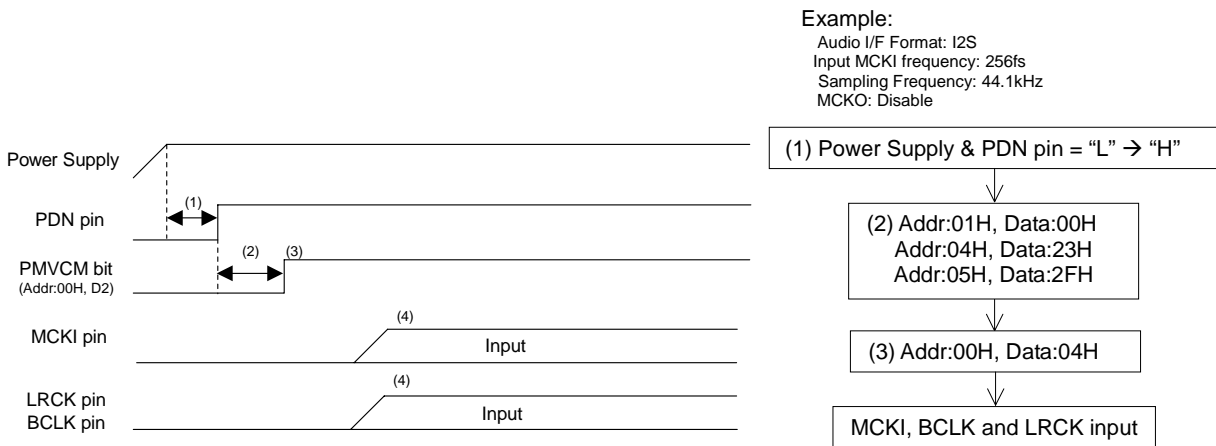 Example:
Audio I/F Format: I2S
Input MCKI frequency: 256fs
Sampling Frequency: 44.1kHz
MCKO: Disable
Power Supply
(1)
PDN pin
(2)
(3)
PMVCM bit
(Addr:00H, D2)
(4)
MCKI pin
Input
(4)
LRCK pin
BCLK pin
Input
(1) Power Supply & PDN pin = “L” → “H”
(2) Addr:01H, Data:00H
Addr:04H, Data:23H
Addr:05H, Data:2FH
(3) Addr:00H, Data:04H
MCKI, BCLK and LRCK input